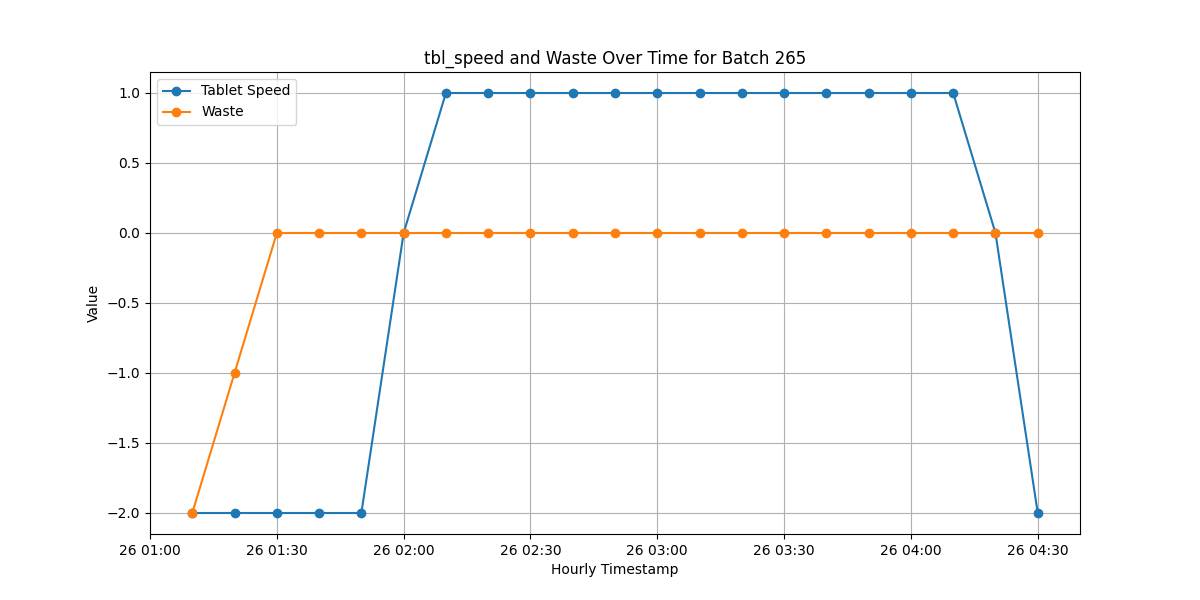 tbl_speed and Waste Over Time for Batch 265
Tablet Speed
Waste
1.0
0.5
0.0
−0.5
−1.0
−1.5
−2.0
Value
26 01:00 26 01:30 26 02:00 26 02:30 26 03:00 26 03:30 26 04:00 26 04:30
Hourly Timestamp